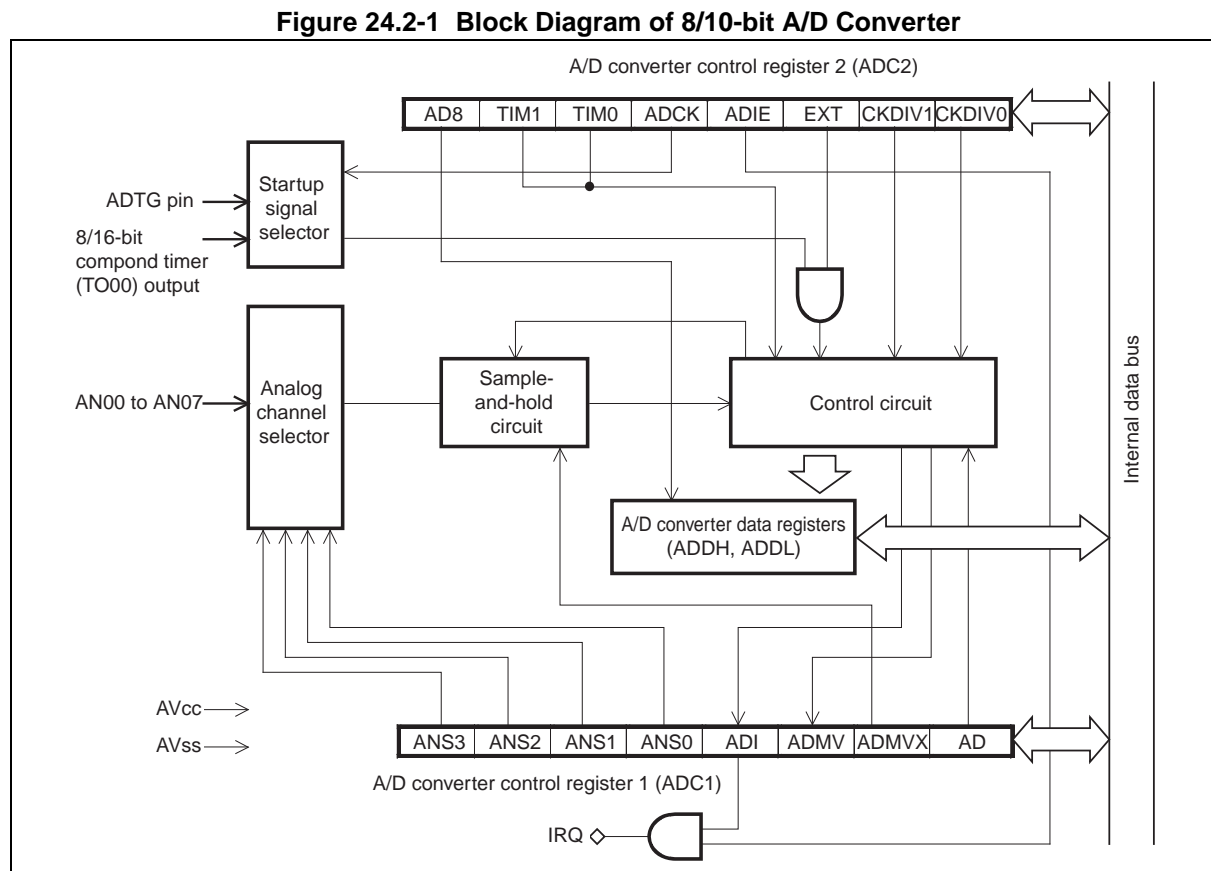 Figure 24.2-1 Block Diagram of 8/10-bit A/D Converter
A/D converter control register 2 (ADC2)
AD8 TIM1 TIM0 ADCK ADIE EXT CKDIV1 CKDIV0
Startup
signal
selector
ADTG pin
8/16-bit
compond timer
(TO00) output
Analog
channel
selector
AN00 to AN07
Sample-
and-hold
circuit
Control circuit
Internal data bus
A/D converter data registers
(ADDH, ADDL)
AVcc
AVss
ANS3 ANS2 ANS1 ANS0 ADI ADMV ADMVX AD
A/D converter control register 1 (ADC1)
IRQ